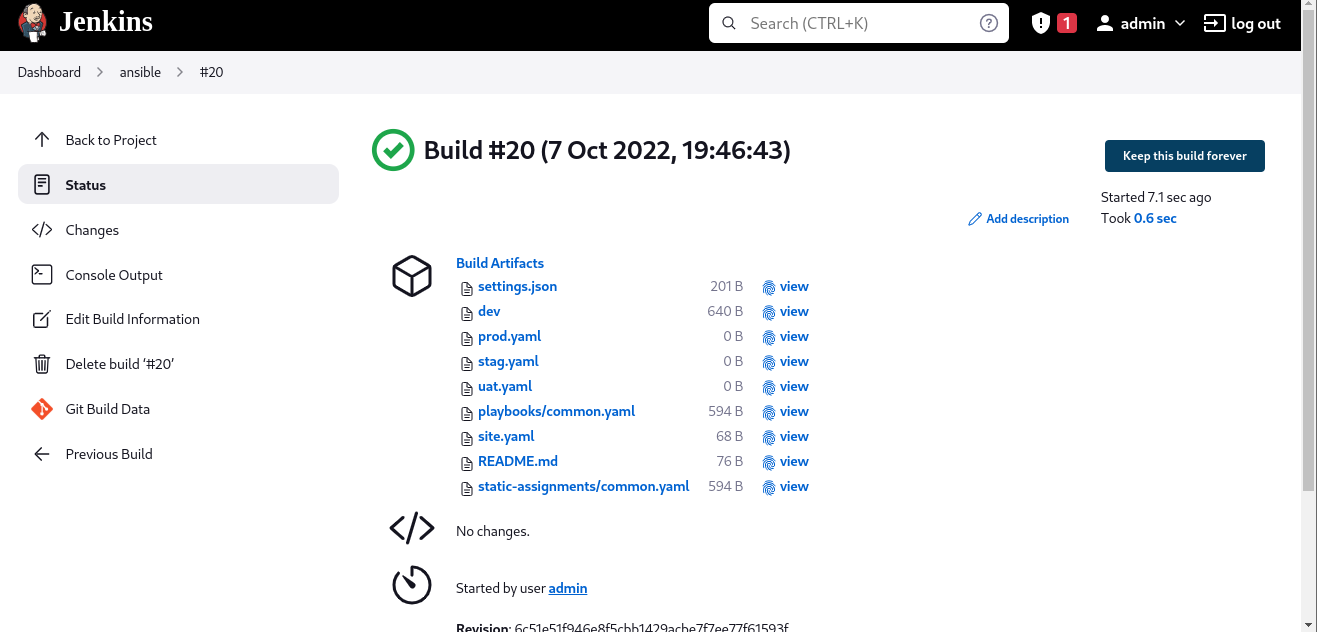 Jenkins
Search (CTRL+K)
1
admin
log out
Dashboard
ansible
#20
Back to Project
Status
Changes
Console Output
Edit Build Information
Delete build ‘#20’
Git Build Data
Previous Build
Build #20 (7 Oct 2022, 19:46:43)
Keep this build forever
Started 7.1 sec ago
Took 0.6 sec
Add description
Build Artifacts
settings.json 201 B view
dev 640 B view
prod.yaml 0 B view
stag.yaml 0 B view
uat.yaml 0 B view
playbooks/common.yaml 594 B view
site.yaml 68 B view
README.md 76 B view
static-assignments/common.yaml 594 B view
No changes.
Started by user admin
Revision: 6c51e51f946e8f5cbb1429acbe7f7ee77f61593f